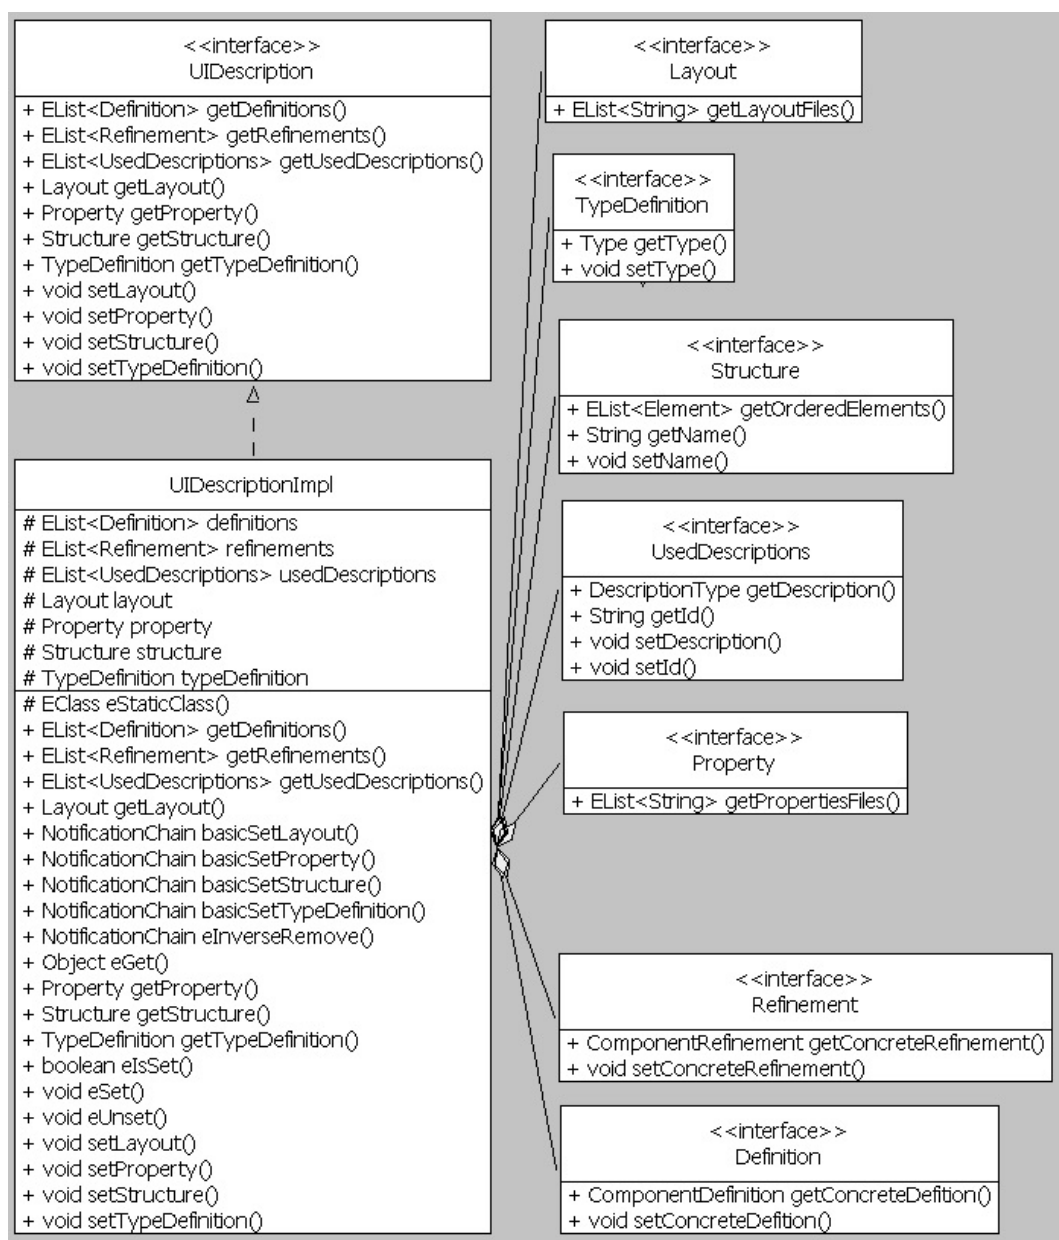 <<interface>>
UIDescription
+ EList<Definition> getDefinitions()
+ EList<Refinement> getRefinements()
+ EList<UsedDescriptions> getUsedDescriptions()
+ Layout getLayout()
+ Property getProperty()
+ Structure getStructure()
+ TypeDefinition getTypeDefinition()
+ void setLayout()
+ void setProperty()
+ void setStructure()
+ void setTypeDefinition()
UIDescriptionImpl
# EList<Definition> definitions
# EList<Refinement> refinements
# EList<UsedDescriptions> usedDescriptions
# Layout layout
# Property property
# Structure structure
# TypeDefinition typeDefinition
# EClass eStaticClass()
+ EList<Definition> getDefinitions()
+ EList<Refinement> getRefinements()
+ EList<UsedDescriptions> getUsedDescriptions()
+ Layout getLayout()
+ NotificationChain basicSetLayout()
+ NotificationChain basicSetProperty()
+ NotificationChain basicSetStructure()
+ NotificationChain basicSetTypeDefinition()
+ NotificationChain eInverseRemove()
+ Object eGet()
+ Property getProperty()
+ Structure getStructure()
+ TypeDefinition getTypeDefinition()
+ boolean eIsSet()
+ void eSet()
+ void eUnset()
+ void setLayout()
+ void setProperty()
+ void setStructure()
+ void setTypeDefinition()
<<interface>>
Layout
+ EList<String> getLayoutFiles()
<<interface>>
TypeDefinition
+ Type getType()
+ void setType()
<<interface>>
Structure
+ EList<Element> getOrderedElements()
+ String getName()
+ void setName()
<<interface>>
UsedDescriptions
+ DescriptionType getDescription()
+ String getId()
+ void setDescription()
+ void setId()
<<interface>>
Property
+ EList<String> getPropertiesFiles()
<<interface>>
Refinement
+ ComponentRefinement getConcreteRefinement()
+ void setConcreteRefinement()
<<interface>>
Definition
+ ComponentDefinition getConcreteDefition()
+ void setConcreteDefition()